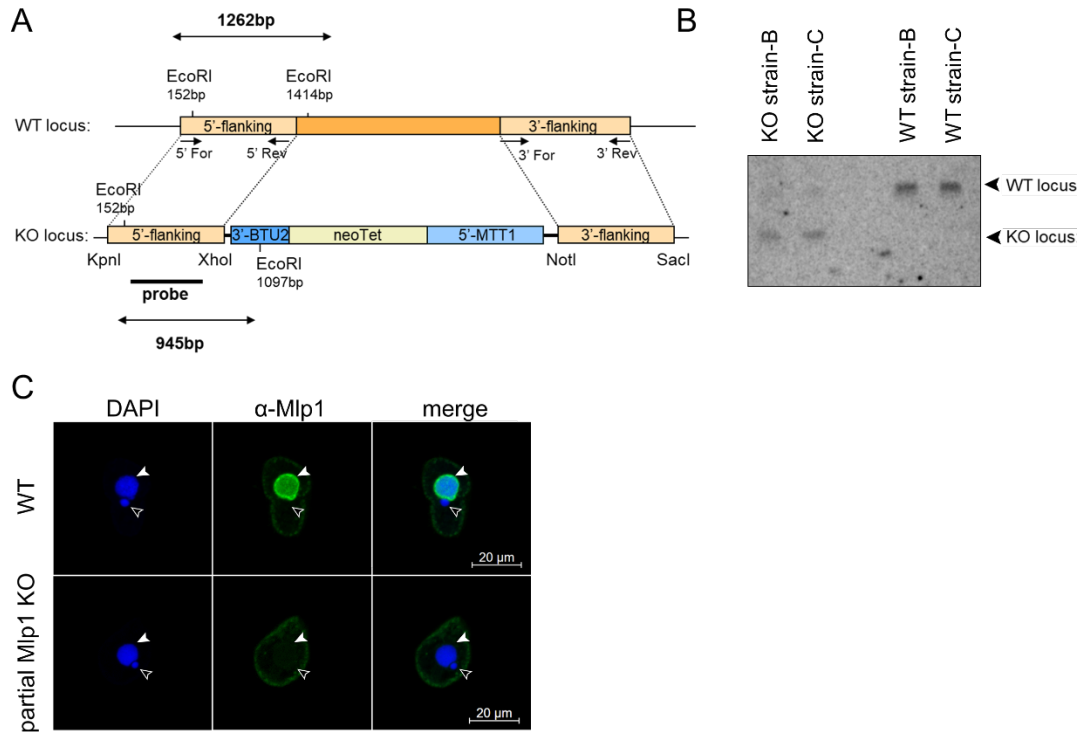 A
1262bp
EcoRI
152bp
EcoRI
1414bp
WT locus:
5'-flanking
3'-flanking
5' For
5' Rev
3' For
3' Rev
EcoRI
152bp
KO locus:
5'-flanking
3'-BTU2
neoTet
5'-MTT1
3'-flanking
KpnI
XhoI
EcoRI
1097bp
NotI
SacI
probe
945bp
B
KO strain-B
KO strain-C
WT strain-B
WT strain-C
WT locus
KO locus
C
DAPI
α-Mlp1
merge
WT
20 µm
partial Mlp1 KO
20 µm